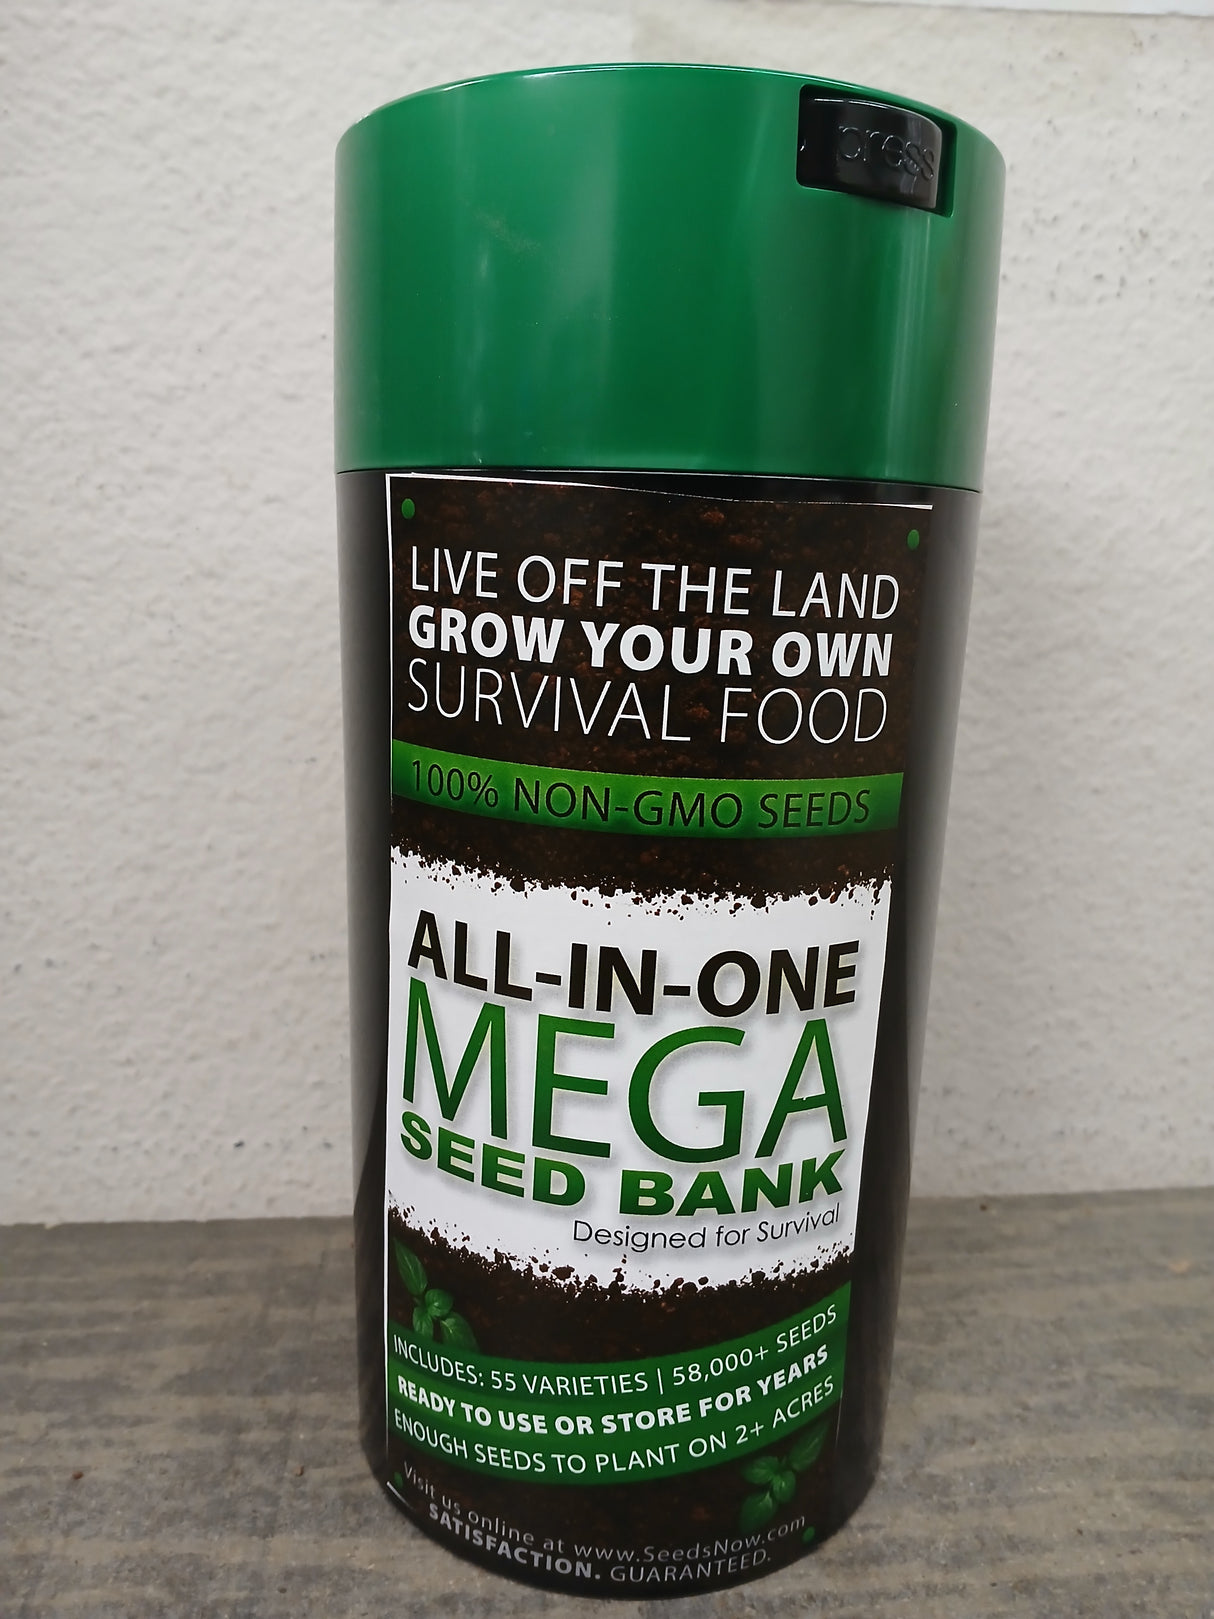 press
LIVE OFF THE LAND
GROW YOUR OWN
SURVIVAL FOOD
100% NON-GMO SEEDS
ALL-IN-ONE
MEGA
SEED BANK
Designed for Survival
INCLUDES: 55 VARIETIES | 58,000+ SEEDS
READY TO USE OR STORE FOR YEARS
ENOUGH SEEDS TO PLANT ON 2+ ACRES
Visit us online at www.SeedsNow.com
SATISFACTION. GUARANTEED.